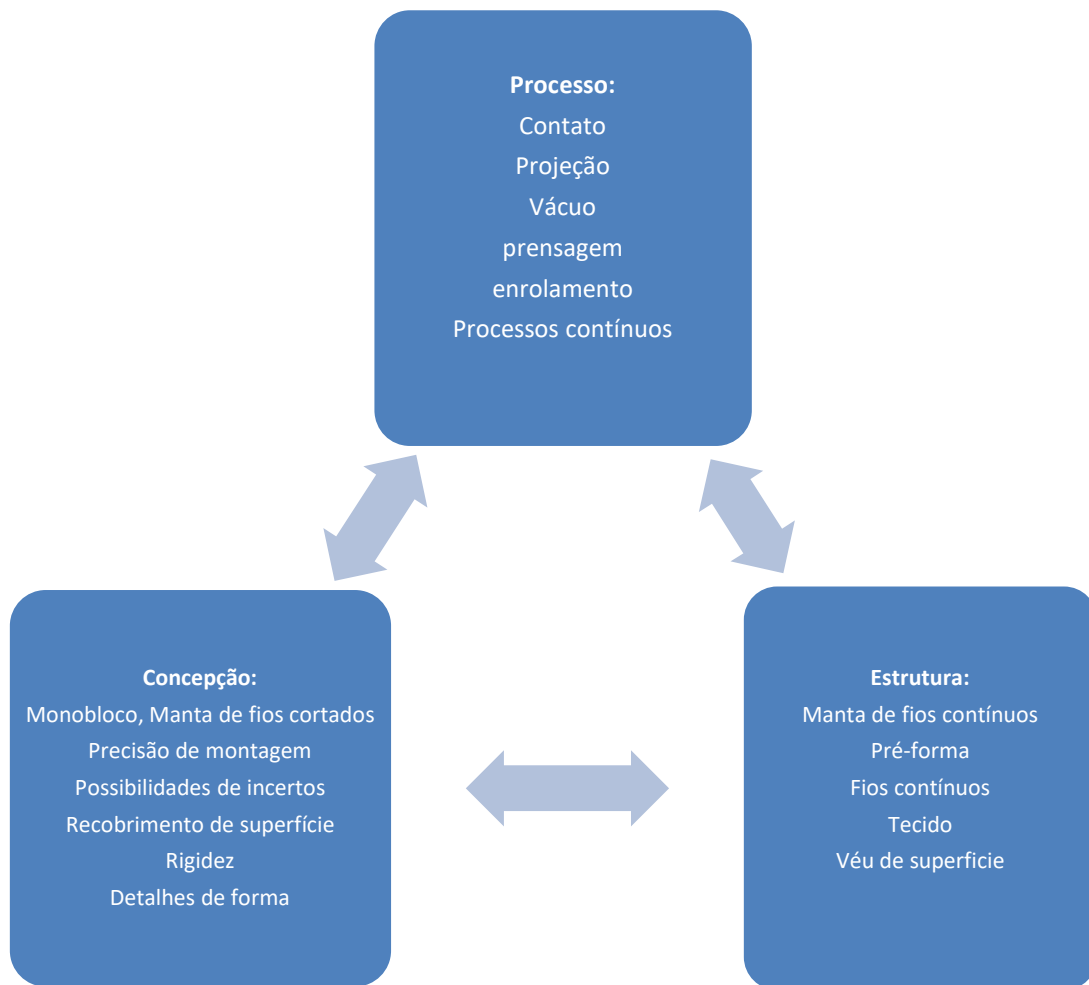 Processo:
Contato
Projeção
Vácuo
prensagem
enrolamento
Processos contínuos
Concepção:
Monobloco, Manta de fios cortados
Precisão de montagem
Possibilidades de incertos
Recobrimento de superfície
Rigidez
Detalhes de forma
Estrutura:
Manta de fios contínuos
Pré-forma
Fios contínuos
Tecido
Véu de superficie